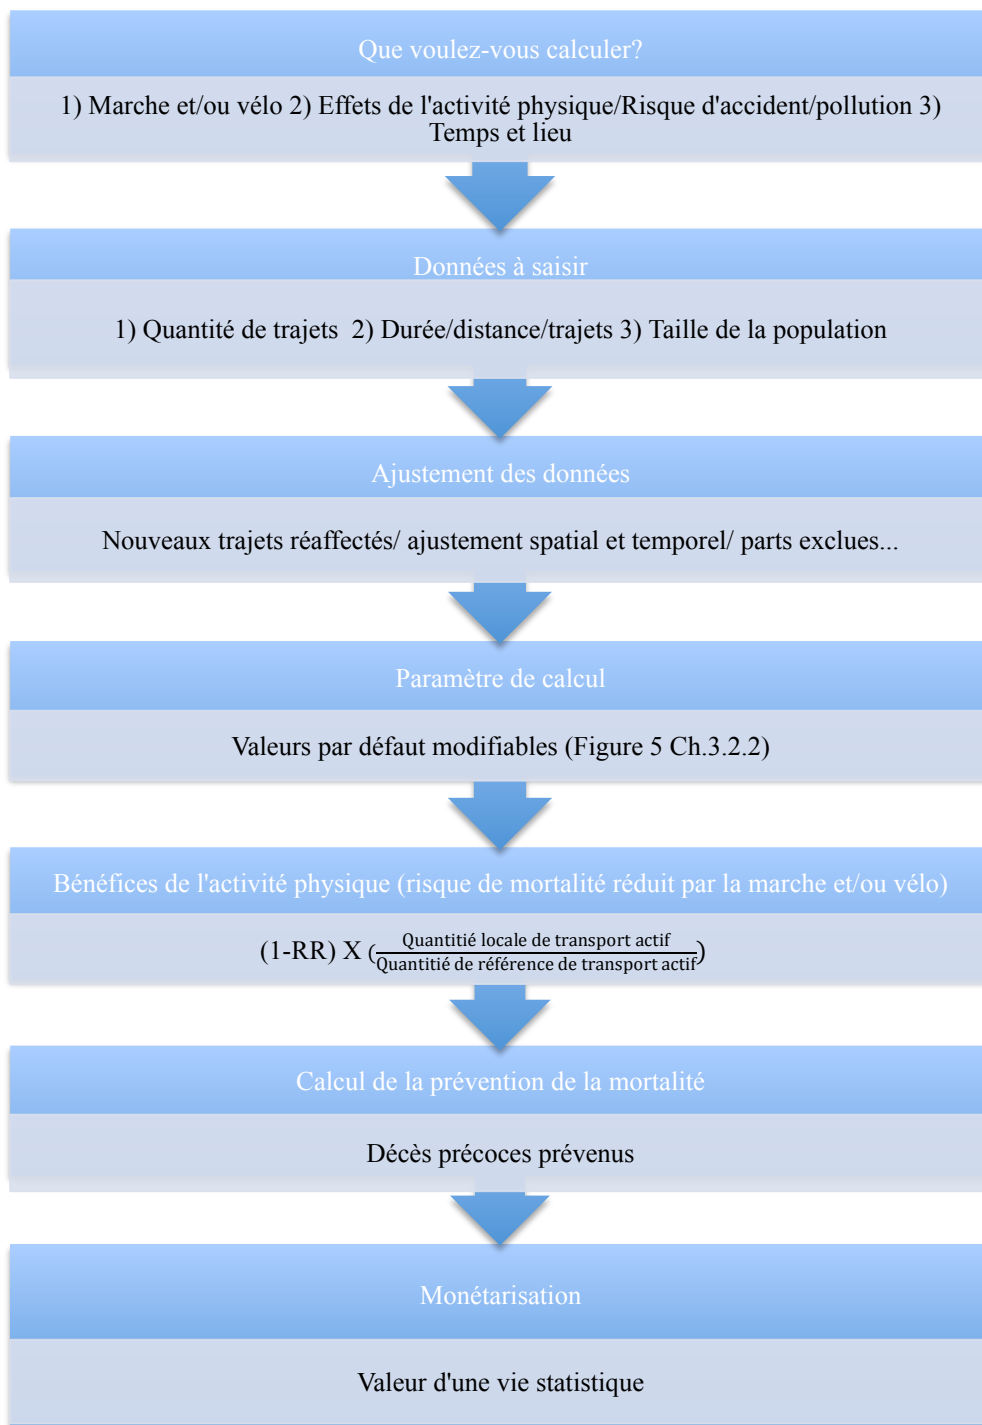 Que voulez-vous calculer?
1) Marche et/ou vélo 2) Effets de l'activité physique/Risque d'accident/pollution 3)
Temps et lieu
Données à saisir
1) Quantité de trajets 2) Durée/distance/trajets 3) Taille de la population
Ajustement des données
Nouveaux trajets réaffectés/ ajustement spatial et temporel/ parts exclues...
Paramètre de calcul
Valeurs par défaut modifiables (Figure 5 Ch.3.2.2)
Bénéfices de l'activité physique (risque de mortalité réduit par la marche et/ou vélo)
(1-RR) X (Quantitié locale de transport actif
Quantitié de référence de transport actif)
Calcul de la prévention de la mortalité
Décès précoces prévenus
Monétarisation
Valeur d'une vie statistique